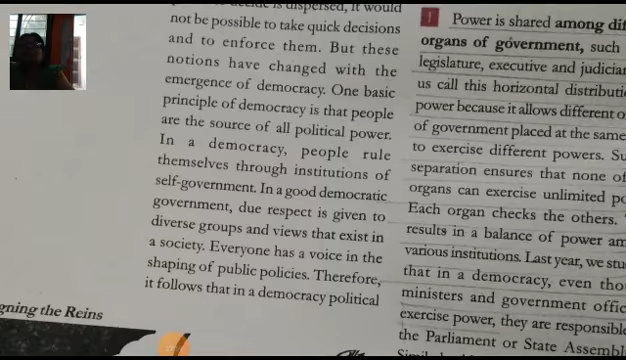 is dispersed, it would
not be possible to take quick decisions
and to enforce them. But these
notions have changed with the
emergence of democracy. One basic
principle of democracy is that people
are the source of all political power.
In a democracy, people rule
themselves through institutions of
self-government. In a good democratic
government, due respect is given to
diverse groups and views that exist in
a society. Everyone has a voice in the
shaping of public policies. Therefore,
it follows that in a democracy political
gning the Reins
!
Power is shared among dif
organs of government, such
legislature, executive and judiciar
us call this horizontal distributi
power because it allows different o
of government placed at the same
to exercise different powers. Su
separation ensures that none of
organs can exercise unlimited po
Each organ checks the others.
results in a balance of power am
various institutions. Last year, we stu
that in a democracy, even thou
ministers and government offic
exercise power, they are responsible
the Parliament or State Assembl